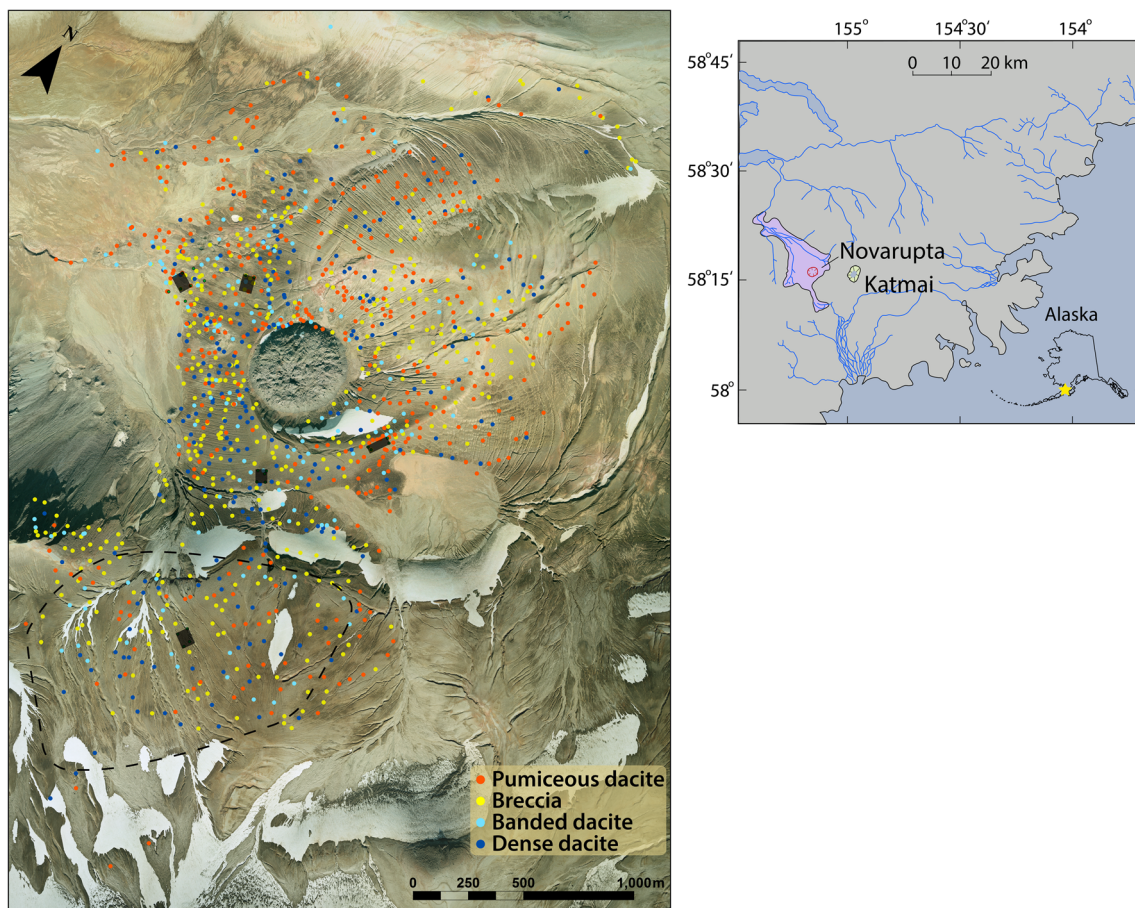 N
Pumiceous dacite
Breccia
Banded dacite
Dense dacite
0 250 500 1,000m
155° 154°30' 154°
0 10 20 km
58°45'
58°30'
58°15'
58°
Novarupta
Katmai
Alaska